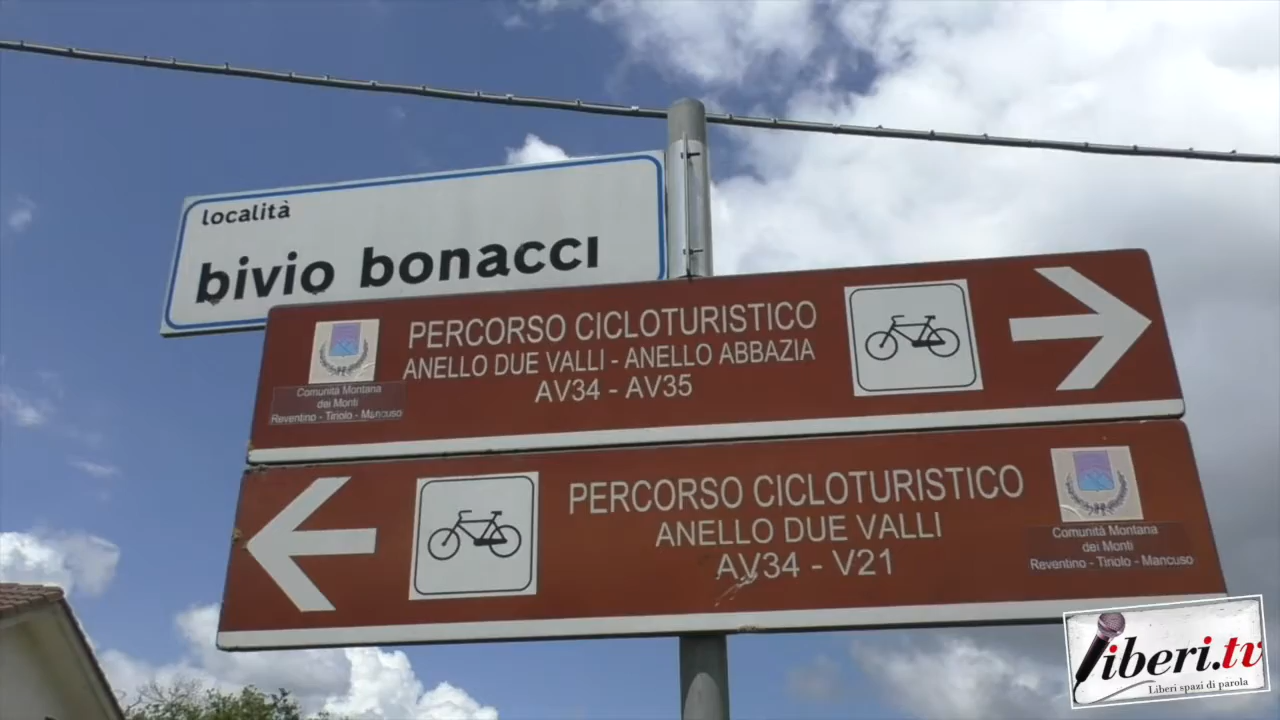 località
bivio bonacci
PERCORSO CICLOTURISTICO
ANELLO DUE VALLI - ANELLO ABBAZIA
AV34 - AV35
Comunità Montana
dei Monti
Reventino - Tiriolo - Mancuso
PERCORSO CICLOTURISTICO
ANELLO DUE VALLI
AV34 - V21
Comunità Montana
dei Monti
Reventino - Tiriolo - Mancuso
liberi.tv
Liberi spazi di parola